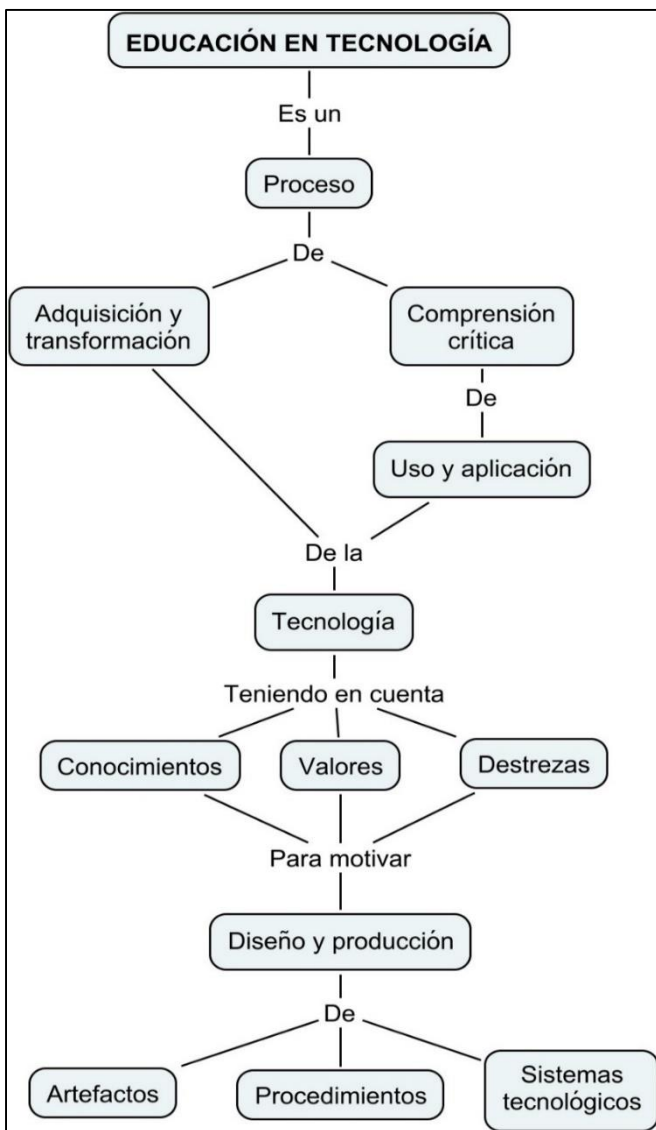 EDUCACIÓN EN TECNOLOGÍA
Es un
Proceso
De
Adquisición y
transformación
Comprensión
crítica
De
Uso y aplicación
De la
Tecnología
Teniendo en cuenta
Conocimientos
Valores
Destrezas
Para motivar
Diseño y producción
De
Artefactos
Procedimientos
Sistemas
tecnológicos